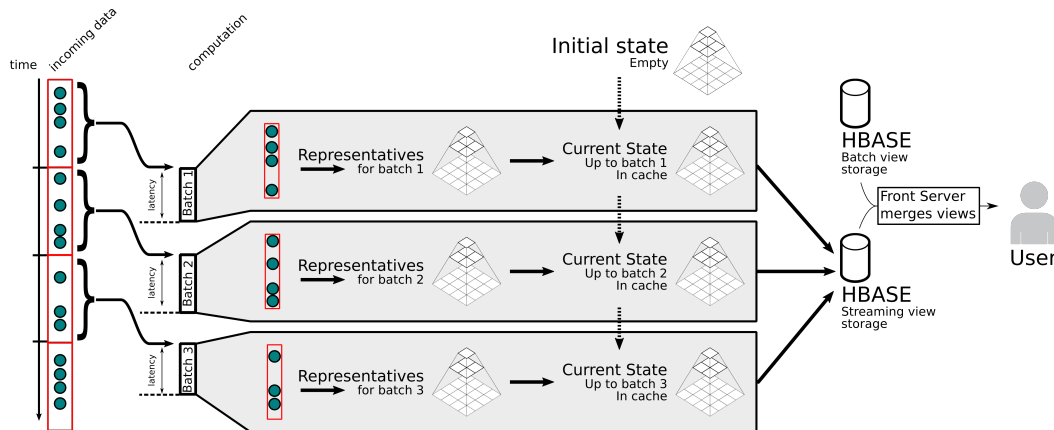 time
incoming data
computation
Initial state
Empty
Batch 1
latency
Representatives
for batch 1
Current State
Up to batch 1
In cache
Batch 2
latency
Representatives
for batch 2
Current State
Up to batch 2
In cache
Batch 3
latency
Representatives
for batch 3
Current State
Up to batch 3
In cache
HBASE
Batch view
storage
Front Server
merges views
User
HBASE
Streaming view
storage